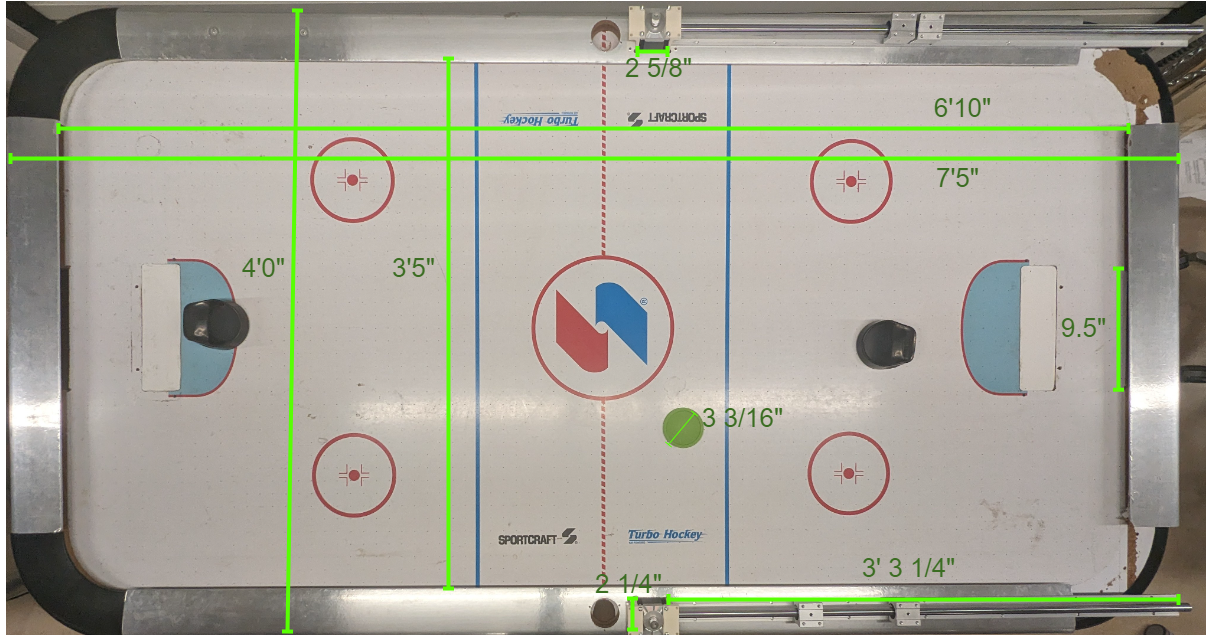 2 5/8"
6'10"
Turbo Hockey
SPORTCRAFT
7'5"
4'0"
3'5"
®
9.5"
3 3/16"
SPORTCRAFT
Turbo Hockey
3' 3 1/4"
2 1/4"